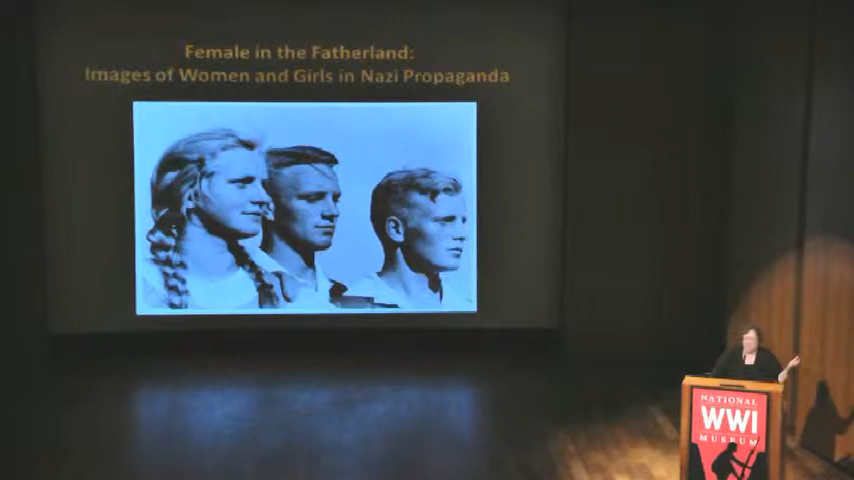 Female in the Fatherland:
Images of Women and Girls in Nazi Propaganda
NATIONAL
WWI
MUSEUM